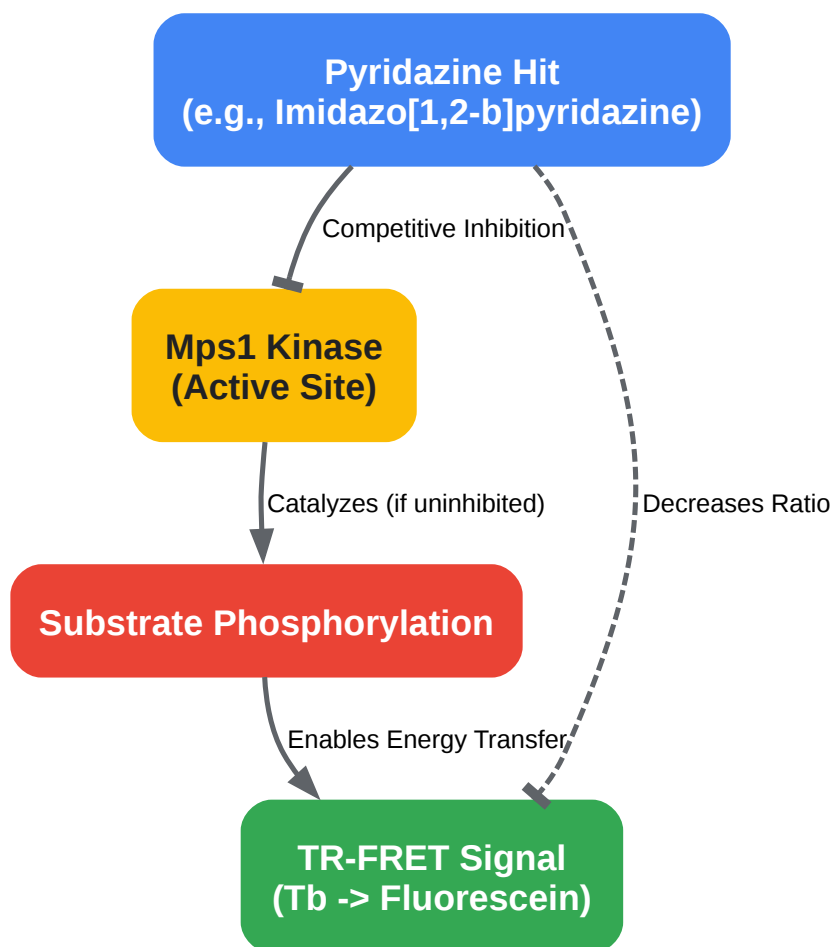 Pyridazine Hit
(e.g., Imidazo[1,2-b]pyridazine)
Competitive Inhibition
Mps1 Kinase
(Active Site)
Catalyzes (if uninhibited)
Decreases Ratio
Substrate Phosphorylation
Enables Energy Transfer
TR-FRET Signal
(Tb -> Fluorescein)